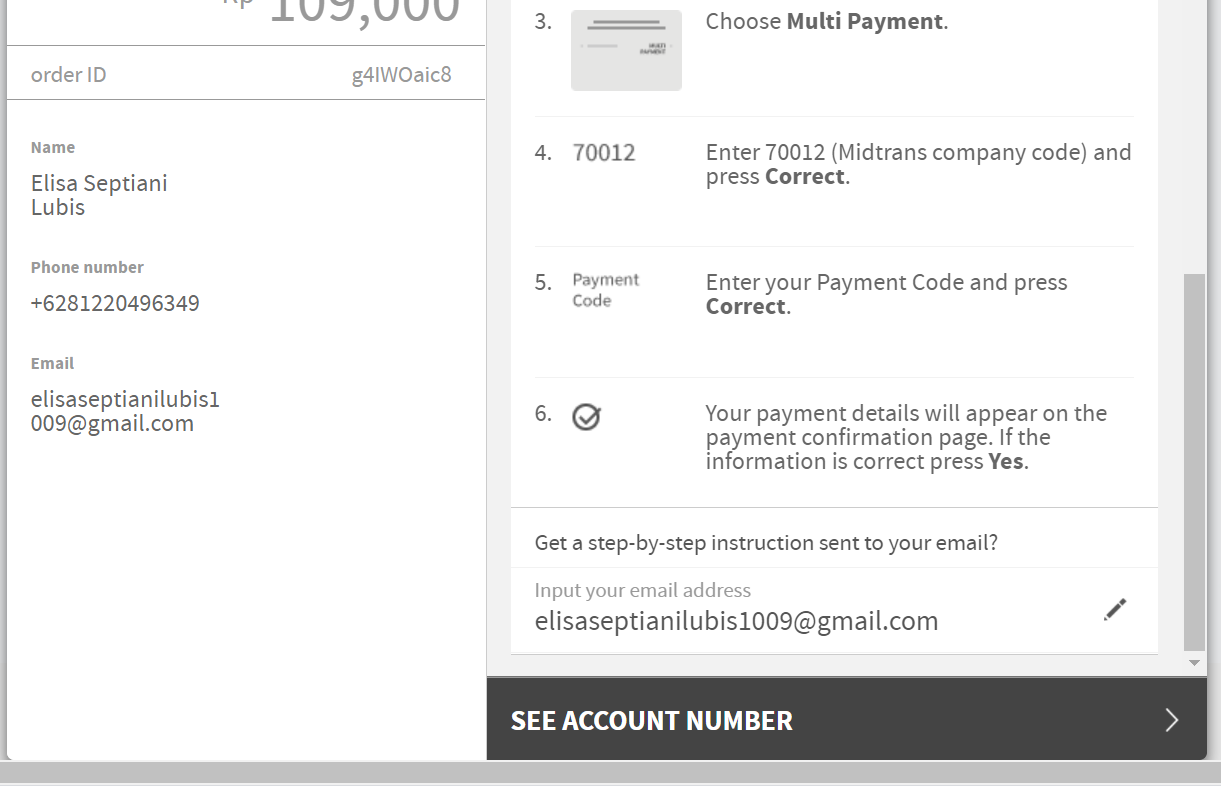 Rp 109,000
order ID g4IWOaic8
Name
Elisa Septiani
Lubis
Phone number
+6281220496349
Email
elisaseptianilubis1
009@gmail.com
3. MULTI
PAYMENT
Choose Multi Payment.
4. 70012
Enter 70012 (Midtrans company code) and
press Correct.
5. Payment
Code
Enter your Payment Code and press
Correct.
6.
Your payment details will appear on the
payment confirmation page. If the
information is correct press Yes.
Get a step-by-step instruction sent to your email?
Input your email address
elisaseptianilubis1009@gmail.com
SEE ACCOUNT NUMBER